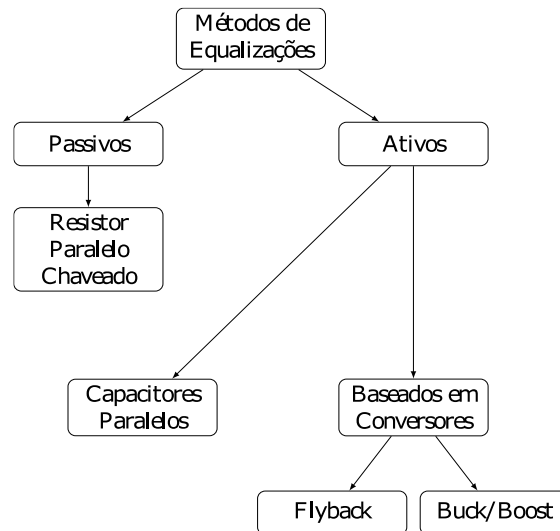 Métodos de
Equalizações
Passivos
Ativos
Resistor
Paralelo
Chaveado
Capacitores
Paralelos
Baseados em
Conversores
Flyback
Buck/Boost